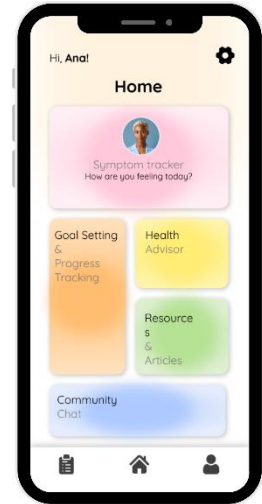 Hi, Ana!
Home
Symptom tracker
How are you feeling today?
Goal Setting
&
Progress
Tracking
Health
Advisor
Resource
s
&
Articles
Community
Chat